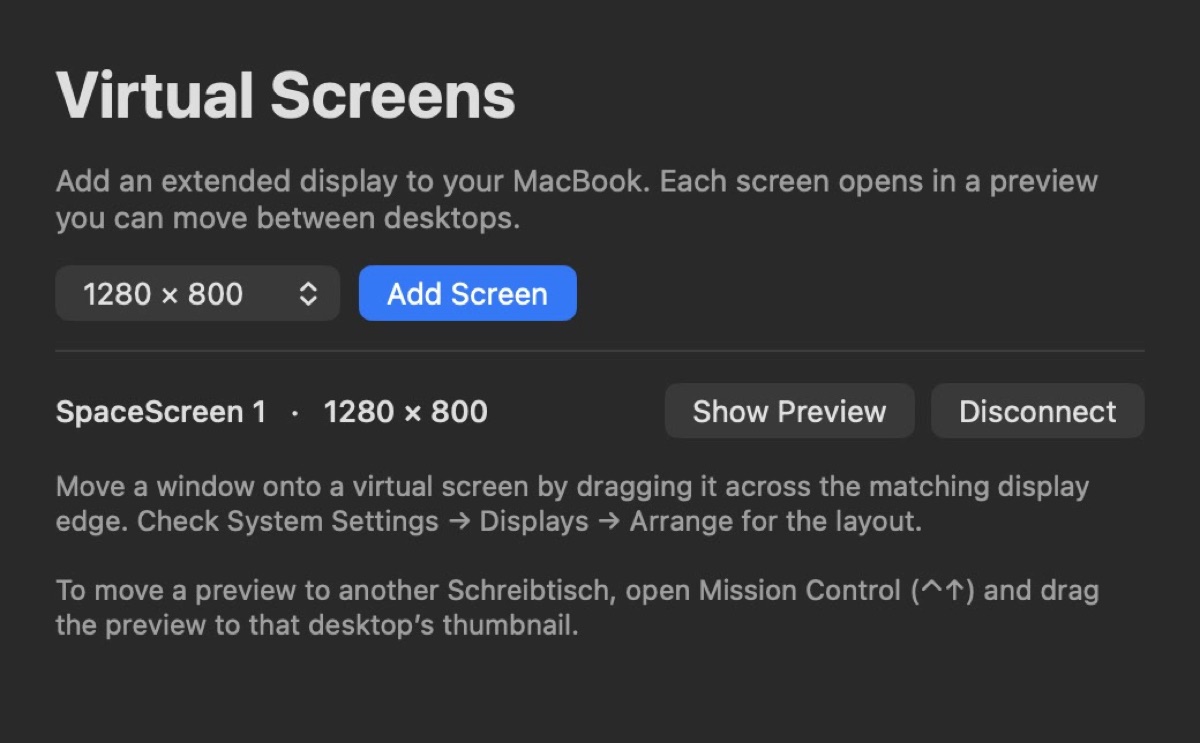 Virtual Screens
Add an extended display to your MacBook. Each screen opens in a preview
you can move between desktops.
1280 × 800
Add Screen
SpaceScreen 1 · 1280 × 800
Show Preview
Disconnect
Move a window onto a virtual screen by dragging it across the matching display
edge. Check System Settings → Displays → Arrange for the layout.
To move a preview to another Schreibtisch, open Mission Control (^↑) and drag
the preview to that desktop’s thumbnail.